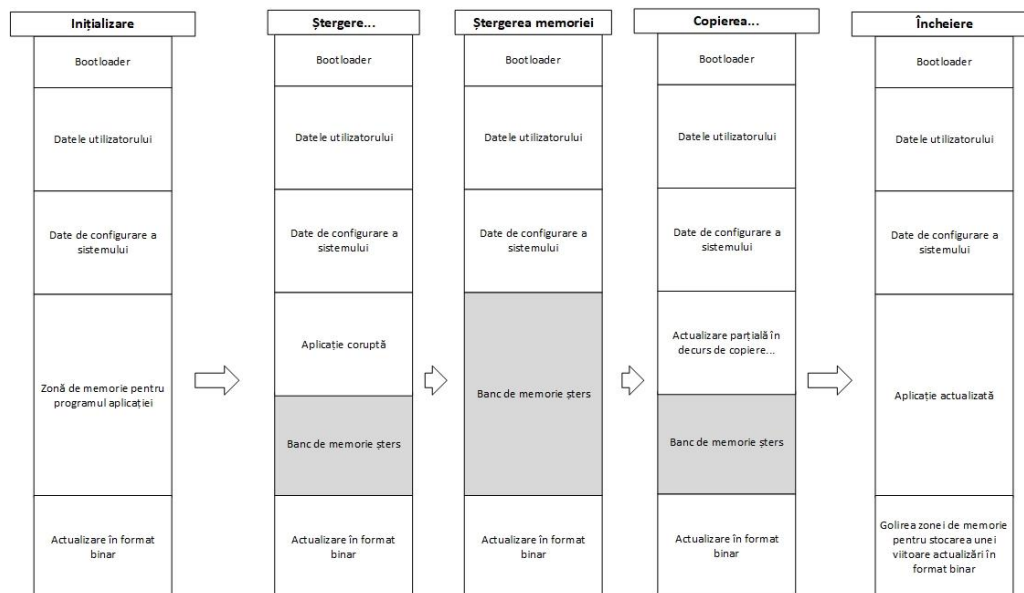 Inițializare
Bootloader
Datele utilizatorului
Date de configurare a
sistemului
Zonă de memorie pentru
programul aplicației
Actualizare în format
binar
Ștergere...
Bootloader
Datele utilizatorului
Date de configurare a
sistemului
Aplicație coruptă
Banc de memorie șters
Actualizare în format
binar
Ștergerea memoriei
Bootloader
Datele utilizatorului
Date de configurare a
sistemului
Banc de memorie șters
Actualizare în format
binar
Copierea...
Bootloader
Datele utilizatorului
Date de configurare a
sistemului
Actualizare parțială în
decurs de copiere...
Banc de memorie șters
Actualizare în format
binar
Încheiere
Bootloader
Datele utilizatorului
Date de configurare a
sistemului
Aplicație actualizată
Golirea zonei de memorie
pentru stocarea unei
viitoare actualizări în
format binar